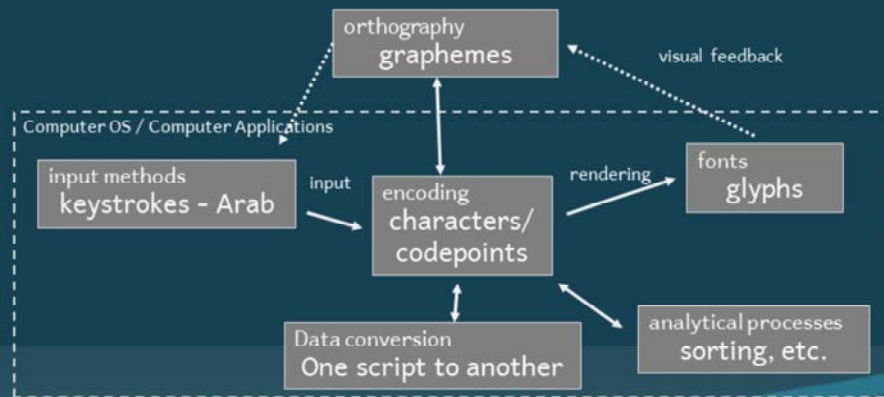 orthography
graphemes
visual feedback
Computer OS / Computer Applications
input methods
keystrokes - Arab
input
encoding
characters/
codepoints
rendering
fonts
glyphs
Data conversion
One script to another
analytical processes
sorting, etc.